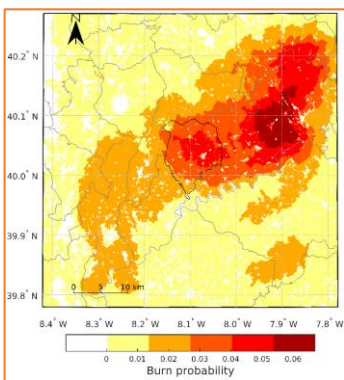 N
40.2° N
40.1° N
40.0° N
39.9° N
39.8° N
0 5 10 km
8.4° W 8.3° W 8.2° W 8.1° W 8.0° W 7.9° W 7.8° W
0 0.01 0.02 0.03 0.04 0.05 0.06
Burn probability